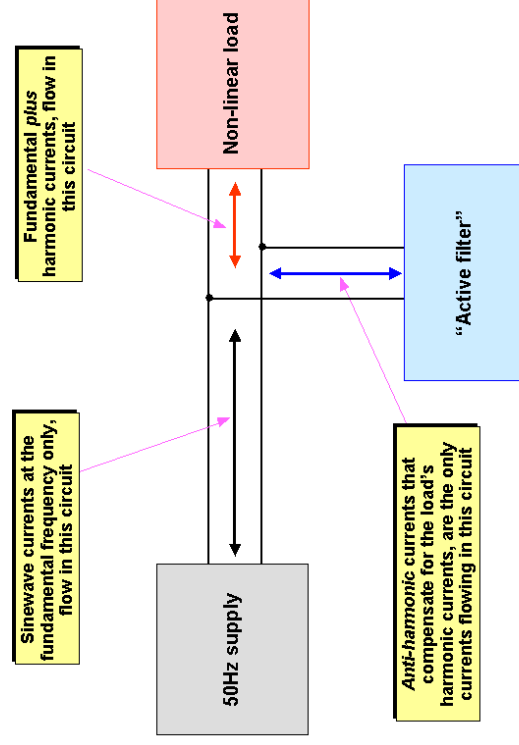 Sinewave currents at the
fundamental frequency only,
flow in this circuit
Fundamental plus
harmonic currents, flow in
this circuit
50Hz supply
Non-linear load
Anti-harmonic currents that
compensate for the load's
harmonic currents, are the only
currents flowing in this circuit
“Active filter”